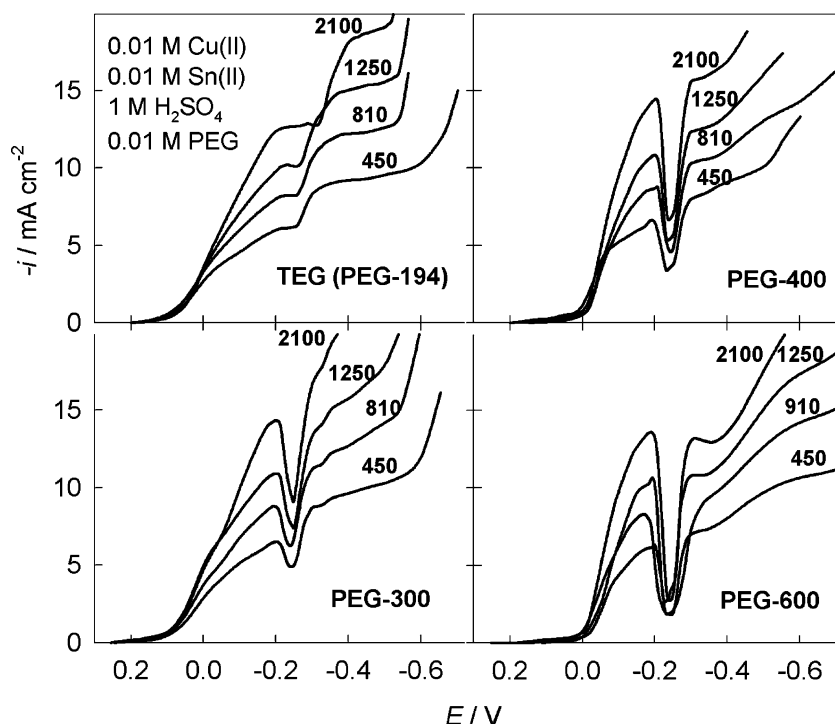 0.01 M Cu(II)
0.01 M Sn(II)
1 M H₂SO₄
0.01 M PEG
2100
1250
810
450
TEG (PEG-194)
2100
1250
810
450
PEG-400
15
10
5
0
-i / mA cm⁻²
2100
1250
810
450
PEG-300
2100
1250
910
450
PEG-600
15
10
5
0
0.2 0.0 -0.2 -0.4 -0.6
0.2 0.0 -0.2 -0.4 -0.6
E / V